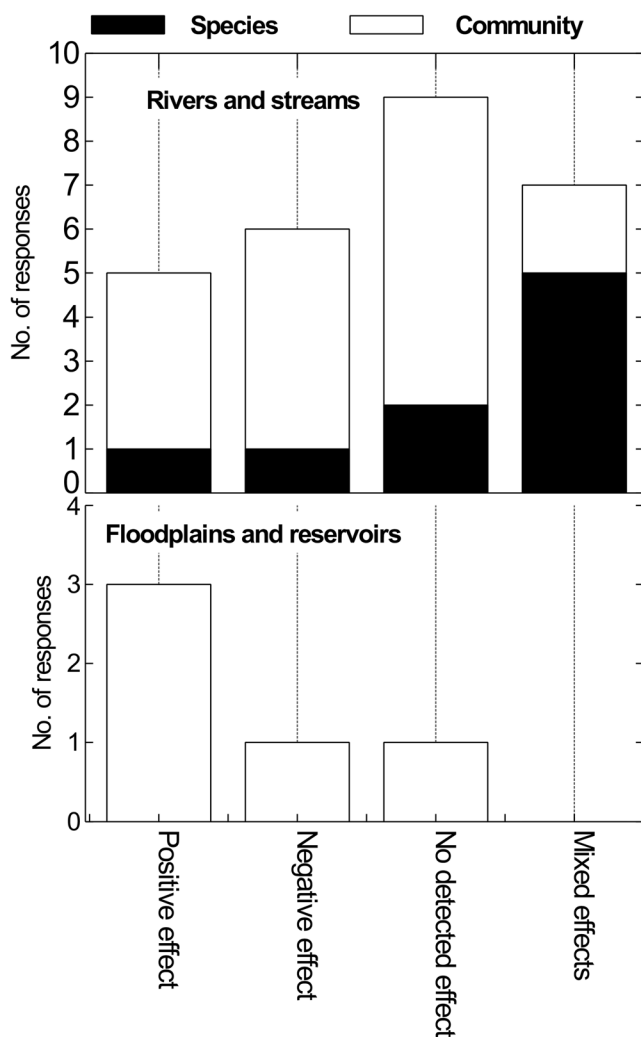 Species Community
10
Rivers and streams
9
8
7
6
5
4
3
2
1
0
No. of responses
4
Floodplains and reservoirs
3
2
1
0
No. of responses
Positive effect
Negative effect
No detected effect
Mixed effects